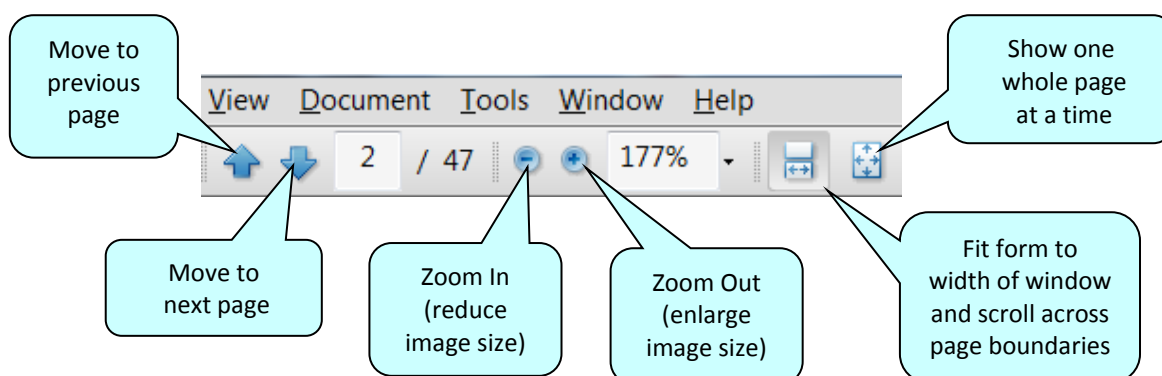 Move to
previous
page
Show one
whole page
at a time
View Document Tools Window Help
2 / 47 177%
Move to
next page
Zoom In
(reduce
image size)
Zoom Out
(enlarge
image size)
Fit form to
width of window
and scroll across
page boundaries